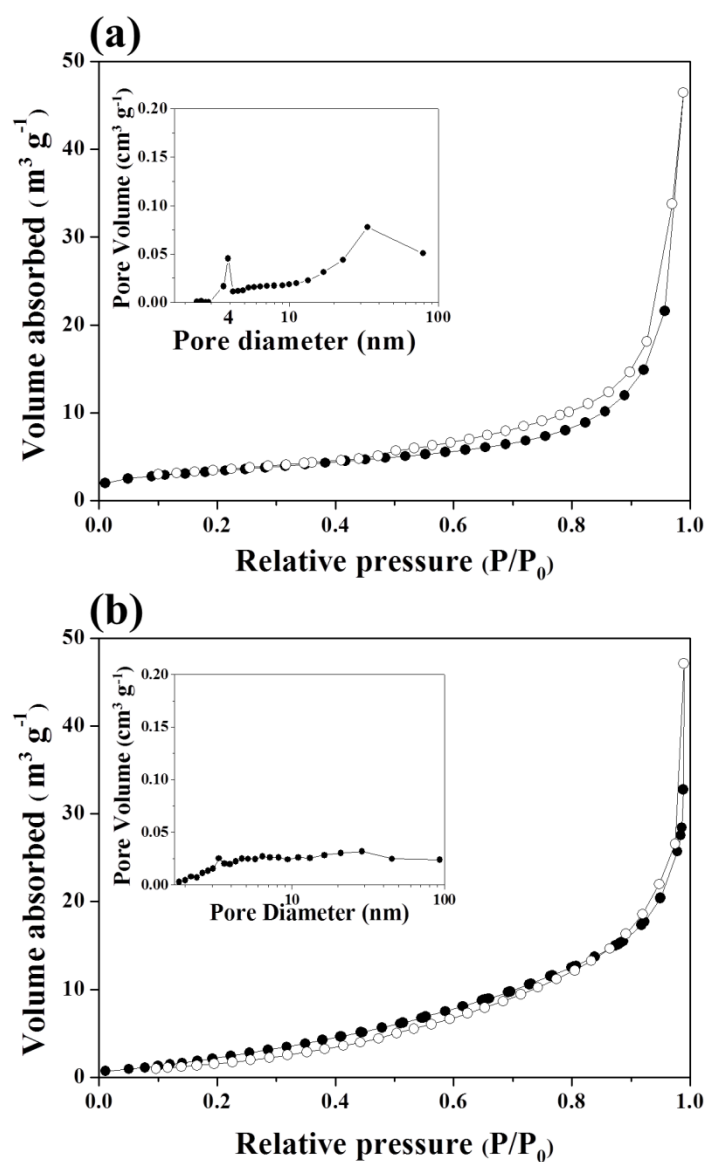 (a)
50
40
30
20
10
0
Volume absorbed ( m³ g⁻¹)
0.20
0.15
0.10
0.05
0.00
Pore Volume (cm³ g⁻¹)
4 10 100
Pore diameter (nm)
0.0 0.2 0.4 0.6 0.8 1.0
Relative pressure (P/P₀)
(b)
50
40
30
20
10
0
Volume absorbed ( m³ g⁻¹)
0.20
0.15
0.10
0.05
0.00
Pore Volume (cm³ g⁻¹)
10 100
Pore Diameter (nm)
0.0 0.2 0.4 0.6 0.8 1.0
Relative pressure (P/P₀)